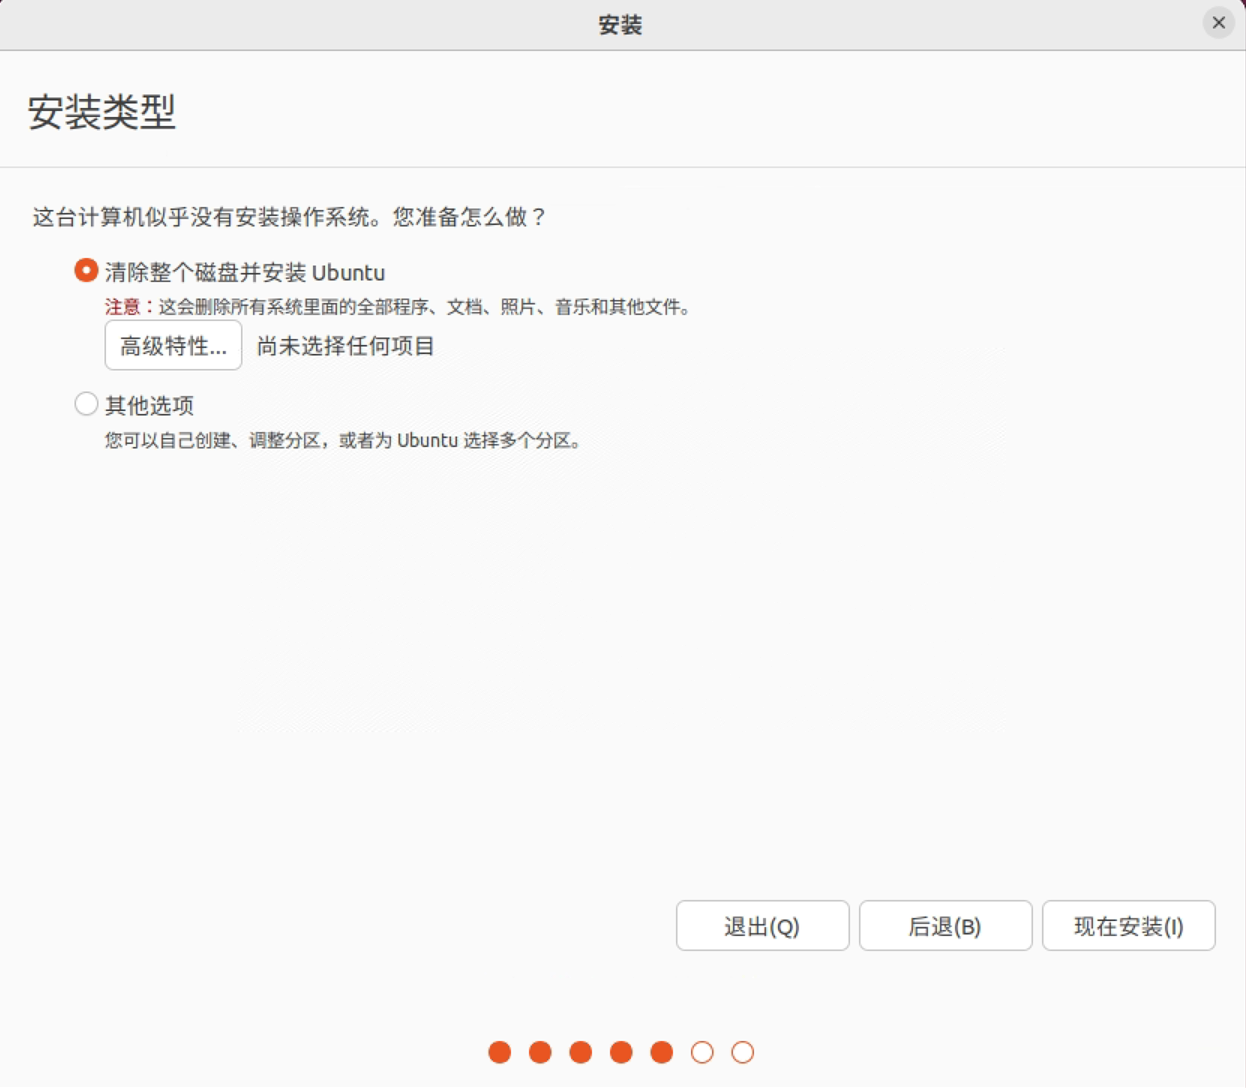 安装
安装类型
这台计算机似乎没有安装操作系统。您准备怎么做？
清除整个磁盘并安装 Ubuntu
注意：这会删除所有系统里面的全部程序、文档、照片、音乐和其他文件。
高级特性... 尚未选择任何项目
其他选项
您可以自己创建、调整分区，或者为 Ubuntu 选择多个分区。
退出(Q) 后退(B) 现在安装(I)